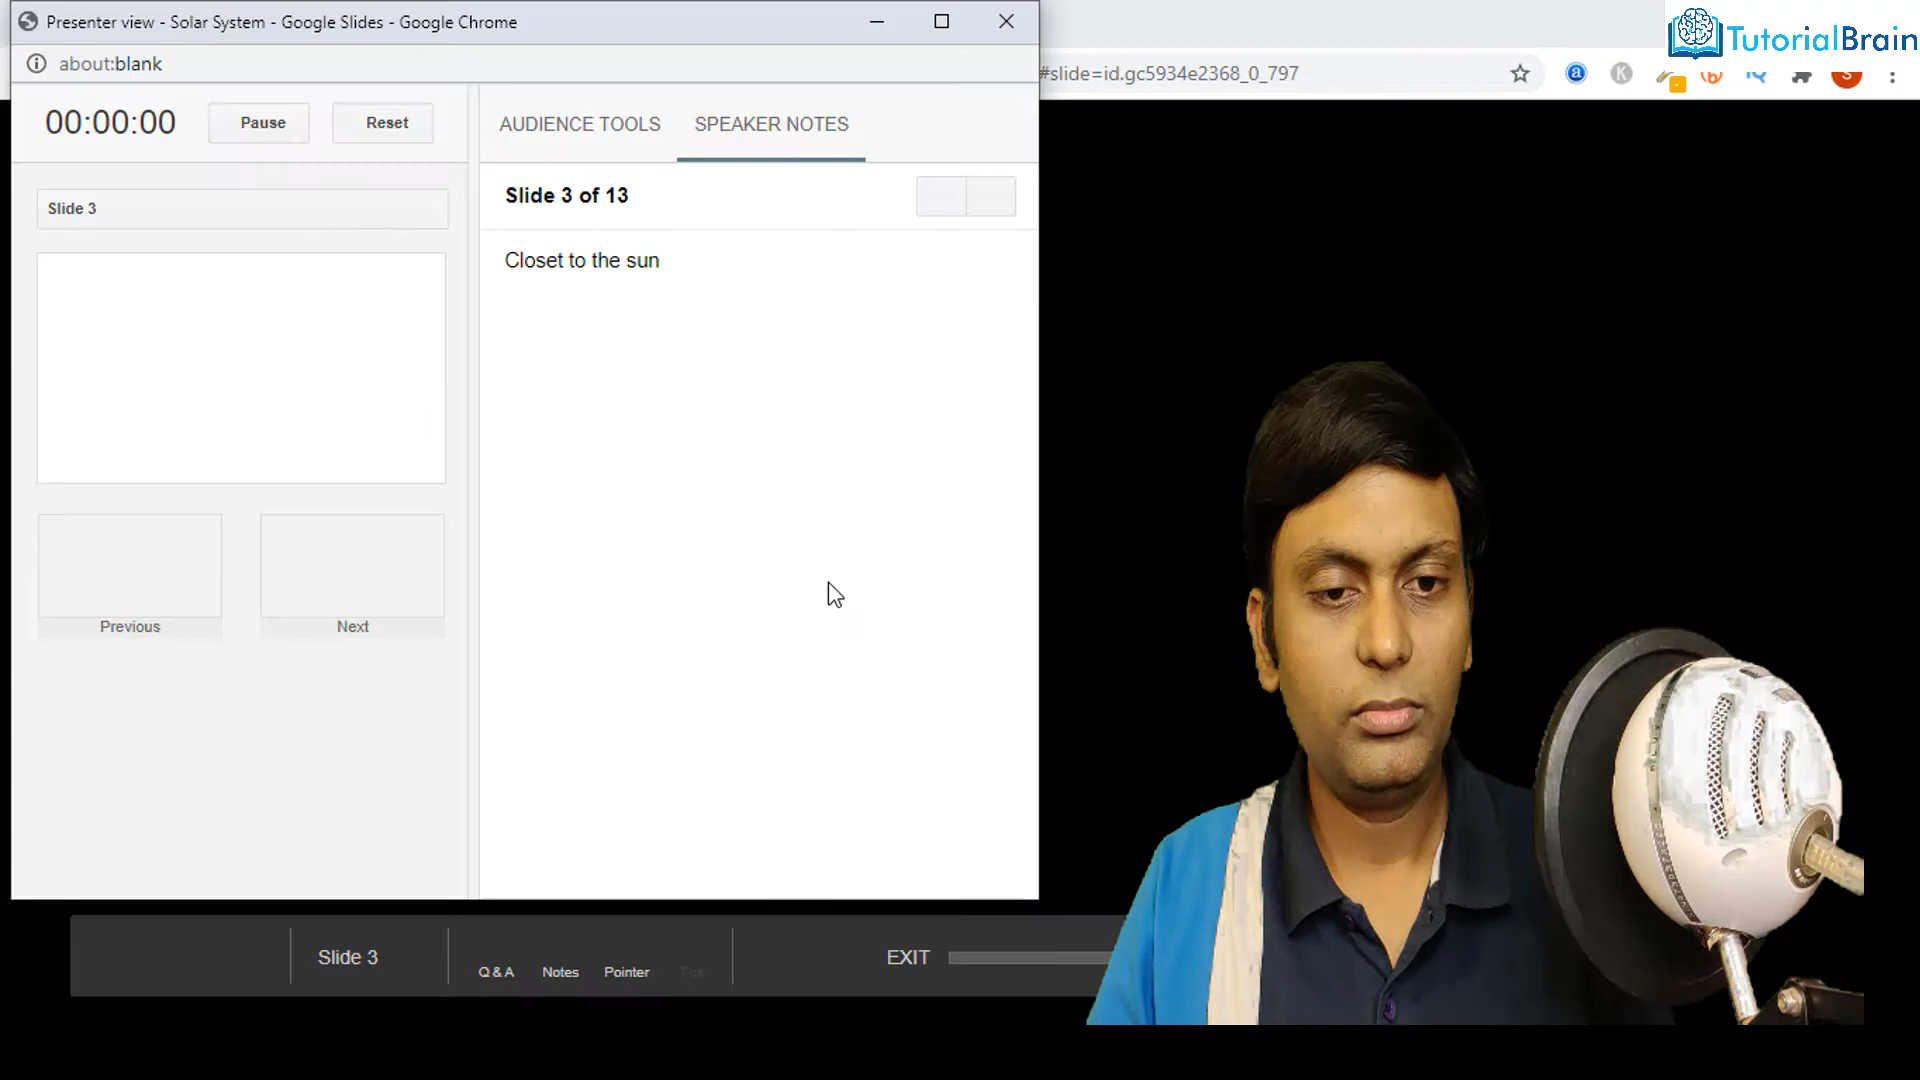 Presenter view - Solar System - Google Slides - Google Chrome
TutorialBrain
about:blank
#slide=id.gc5934e2368_0_797
00:00:00
Pause
Reset
AUDIENCE TOOLS
SPEAKER NOTES
Slide 3
Slide 3 of 13
Closet to the sun
Previous
Next
Slide 3
Q & A
Notes
Pointer
EXIT